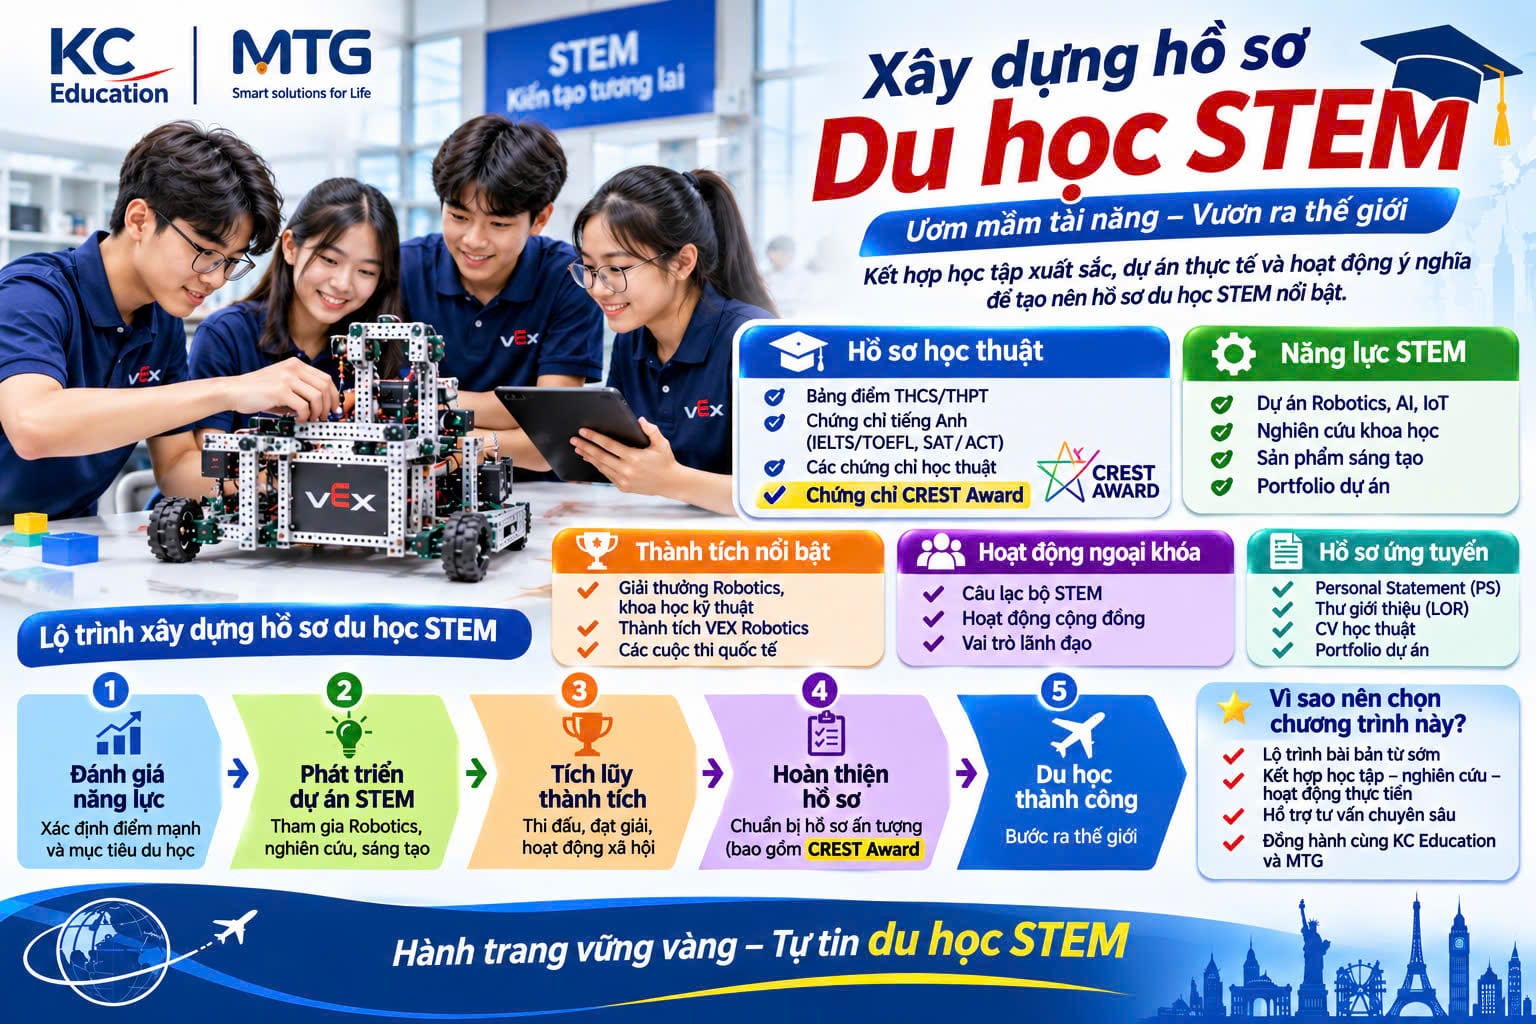 KC
Education
MTG
Smart solutions for Life
STEM
Kiến tạo tương lai
Xây dựng hồ sơ
Du học STEM
Ươm mầm tài năng – Vươn ra thế giới
Kết hợp học tập xuất sắc, dự án thực tế và hoạt động ý nghĩa
để tạo nên hồ sơ du học STEM nổi bật.
VEX
VEX
VEX
VEX
Hồ sơ học thuật
Bảng điểm THCS/THPT
Chứng chỉ tiếng Anh
(IELTS/TOEFL, SAT/ACT)
Các chứng chỉ học thuật
Chứng chỉ CREST Award
CREST
AWARD
Năng lực STEM
Dự án Robotics, AI, IoT
Nghiên cứu khoa học
Sản phẩm sáng tạo
Portfolio dự án
Thành tích nổi bật
Giải thưởng Robotics,
khoa học kỹ thuật
Thành tích VEX Robotics
Các cuộc thi quốc tế
Hoạt động ngoại khóa
Câu lạc bộ STEM
Hoạt động cộng đồng
Vai trò lãnh đạo
Hồ sơ ứng tuyển
Personal Statement (PS)
Thư giới thiệu (LOR)
CV học thuật
Portfolio dự án
Lộ trình xây dựng hồ sơ du học STEM
1
Đánh giá
năng lực
Xác định điểm mạnh
và mục tiêu du học
2
Phát triển
dự án STEM
Tham gia Robotics,
nghiên cứu, sáng tạo
3
Tích lũy
thành tích
Thi đấu, đạt giải,
hoạt động xã hội
4
Hoàn thiện
hồ sơ
Chuẩn bị hồ sơ ấn tượng
(bao gồm CREST Award
5
Du học
thành công
Bước ra thế giới
Vì sao nên chọn
chương trình này?
Lộ trình bài bản từ sớm
Kết hợp học tập – nghiên cứu –
hoạt động thực tiễn
Hỗ trợ tư vấn chuyên sâu
Đồng hành cùng KC Education
và MTG
Hành trang vững vàng – Tự tin du học STEM